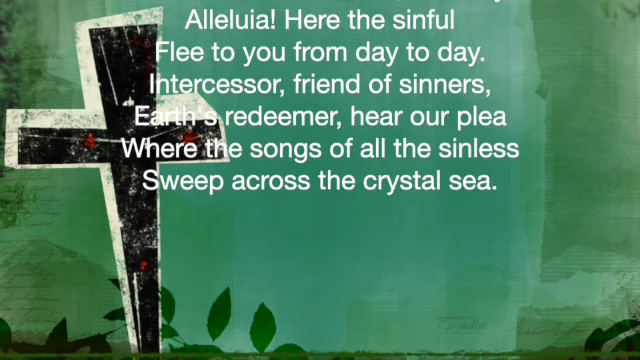 Alleluia! Here the sinful
Flee to you from day to day.
Intercessor, friend of sinners,
Earth's redeemer, hear our plea
Where the songs of all the sinless
Sweep across the crystal sea.